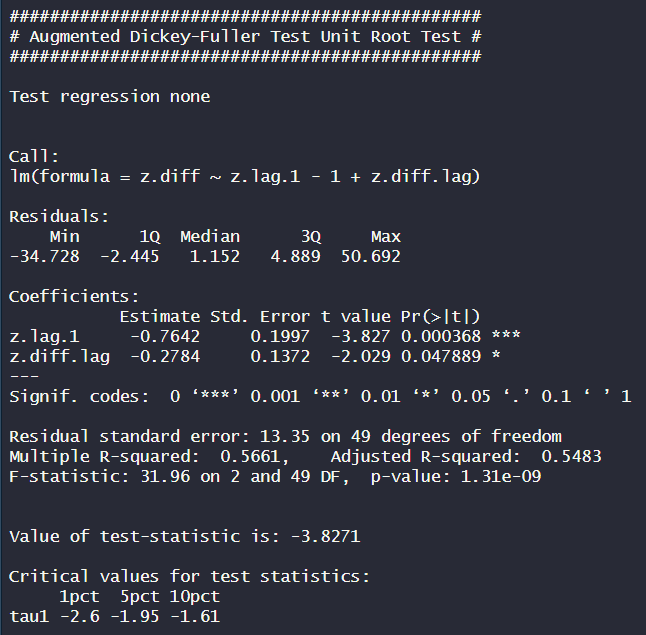 ###############################################
# Augmented Dickey-Fuller Test Unit Root Test #
###############################################
Test regression none
Call:
lm(formula = z.diff ~ z.lag.1 - 1 + z.diff.lag)
Residuals:
    Min      1Q  Median      3Q     Max
-34.728  -2.445   1.152   4.889  50.692
Coefficients:
           Estimate Std. Error t value Pr(>|t|)
z.lag.1     -0.7642     0.1997  -3.827 0.000368 ***
z.diff.lag  -0.2784     0.1372  -2.029 0.047889 *
---
Signif. codes:  0 ‘***’ 0.001 ‘**’ 0.01 ‘*’ 0.05 ‘.’ 0.1 ‘ ’ 1
Residual standard error: 13.35 on 49 degrees of freedom
Multiple R-squared:  0.5661,    Adjusted R-squared:  0.5483
F-statistic: 31.96 on 2 and 49 DF,  p-value: 1.31e-09
Value of test-statistic is: -3.8271
Critical values for test statistics:
     1pct  5pct 10pct
tau1 -2.6 -1.95 -1.61